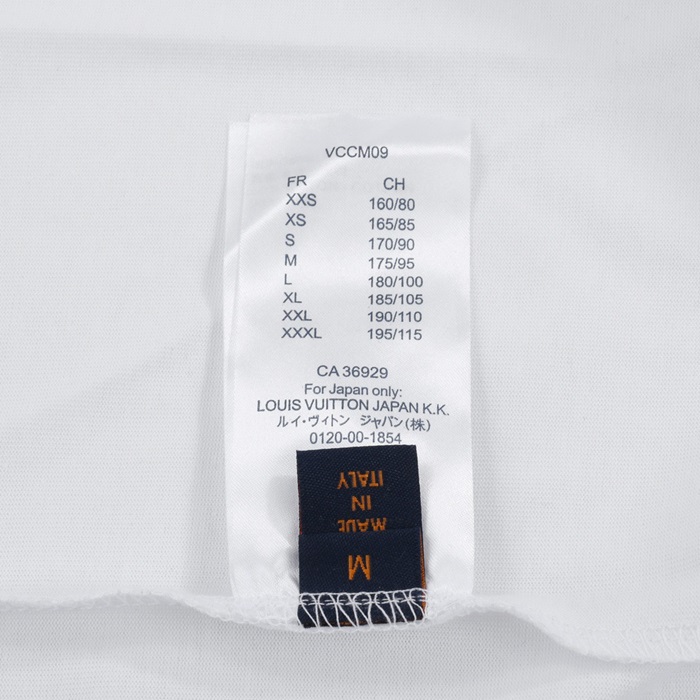 VCCM09
FR CH
XXS 160/80
XS 165/85
S 170/90
M 175/95
L 180/100
XL 185/105
XXL 190/110
XXXL 195/115
CA 36929
For Japan only:
LOUIS VUITTON JAPAN K.K.
ルイ・ヴィトン ジャパン(株)
0120-00-1854
MADE
IN
ITALY
M